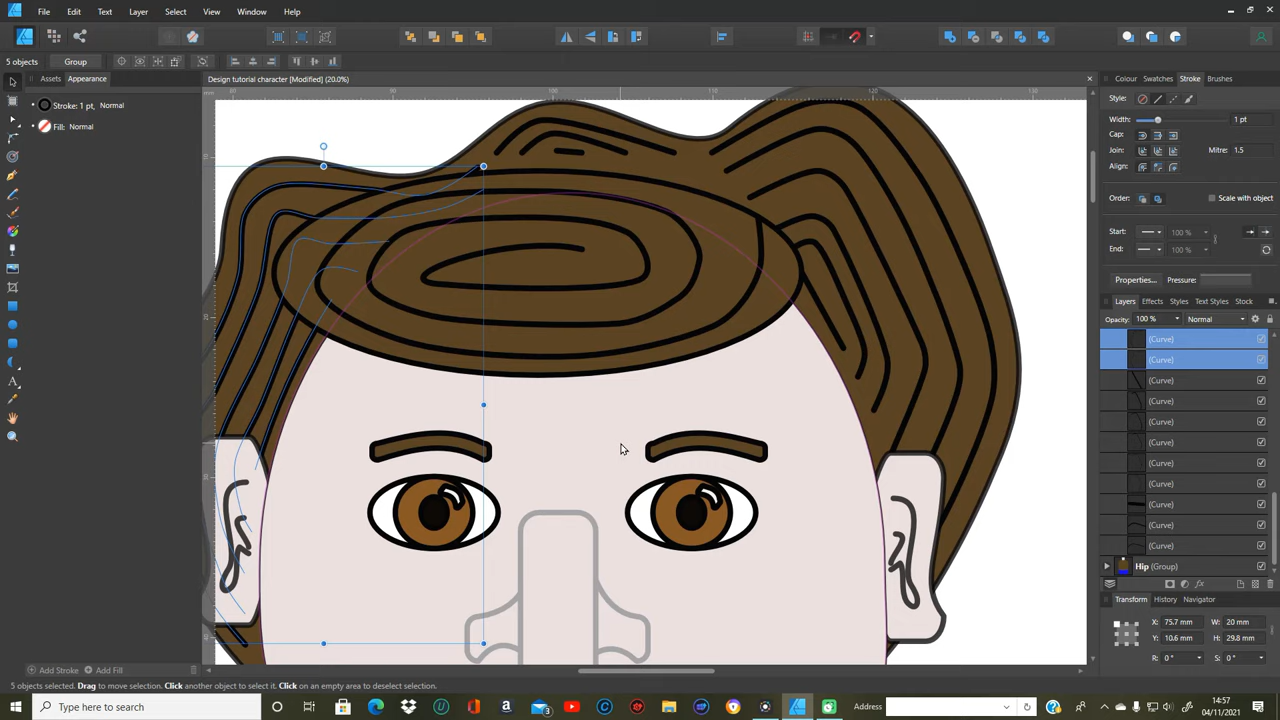 File Edit Text Layer Select View Window Help
5 objects Group
Assets Appearance
Design tutorial character [Modified] (20.0%)
Colour Swatches Stroke Brushes
Stroke: 1 pt, Normal
Fill: Normal
Style:
Width: 1 pt
Cap:
Join: Mitre: 1.5
Align:
Order: Scale with object
Start: 100 %
End: 100 %
Properties... Pressure:
Layers Effects Styles Text Styles Stock
Opacity: 100 % Normal
(Curve)
(Curve)
(Curve)
(Curve)
(Curve)
(Curve)
(Curve)
(Curve)
(Curve)
(Curve)
(Curve)
Hip (Group)
Transform History Navigator
X: 75.7 mm W: 20 mm
Y: 10.6 mm H: 29.8 mm
R: 0 ° S: 0 °
Add Stroke Add Fill
5 objects selected. Drag to move selection. Click another object to select it. Click on an empty area to deselect selection.
Type here to search
Address
14:57
04/11/2021